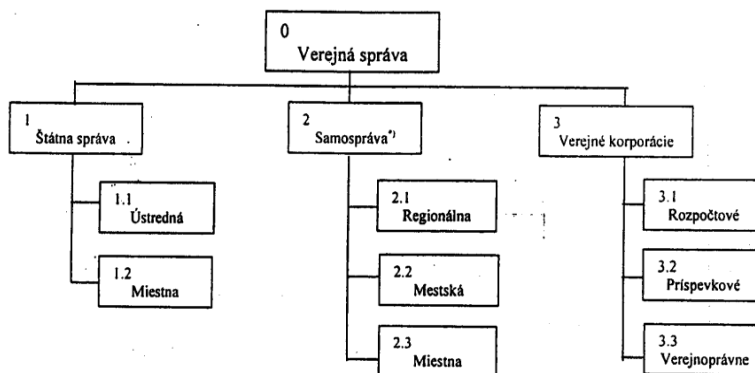 0
Verejná správa
1
Štátna správa
2
Samospráva*)
3
Verejné korporácie
1.1
Ústredná
1.2
Miestna
2.1
Regionálna
2.2
Mestská
2.3
Miestna
3.1
Rozpočtové
3.2
Príspevkové
3.3
Verejnoprávne